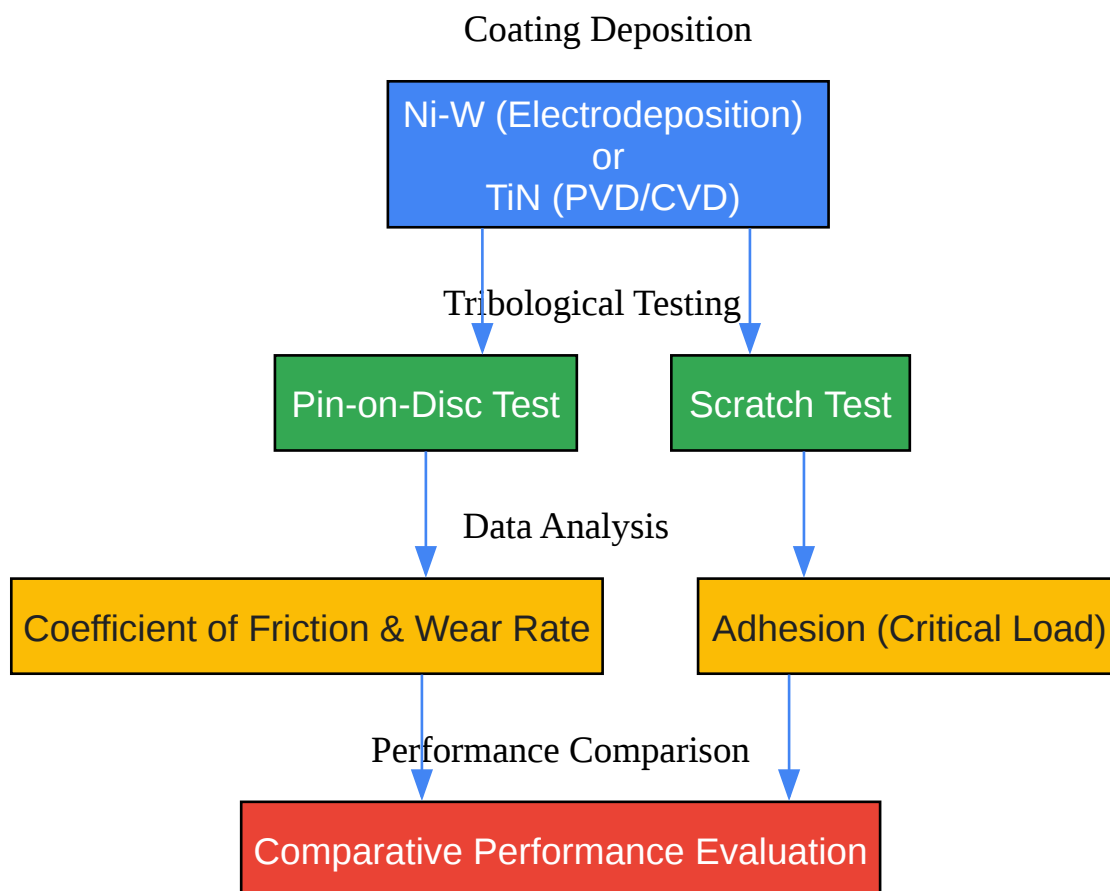 Coating Deposition
Ni-W (Electrodeposition)
or
TiN (PVD/CVD)
Tribological Testing
Pin-on-Disc Test
Scratch Test
Data Analysis
Coefficient of Friction & Wear Rate
Adhesion (Critical Load)
Performance Comparison
Comparative Performance Evaluation